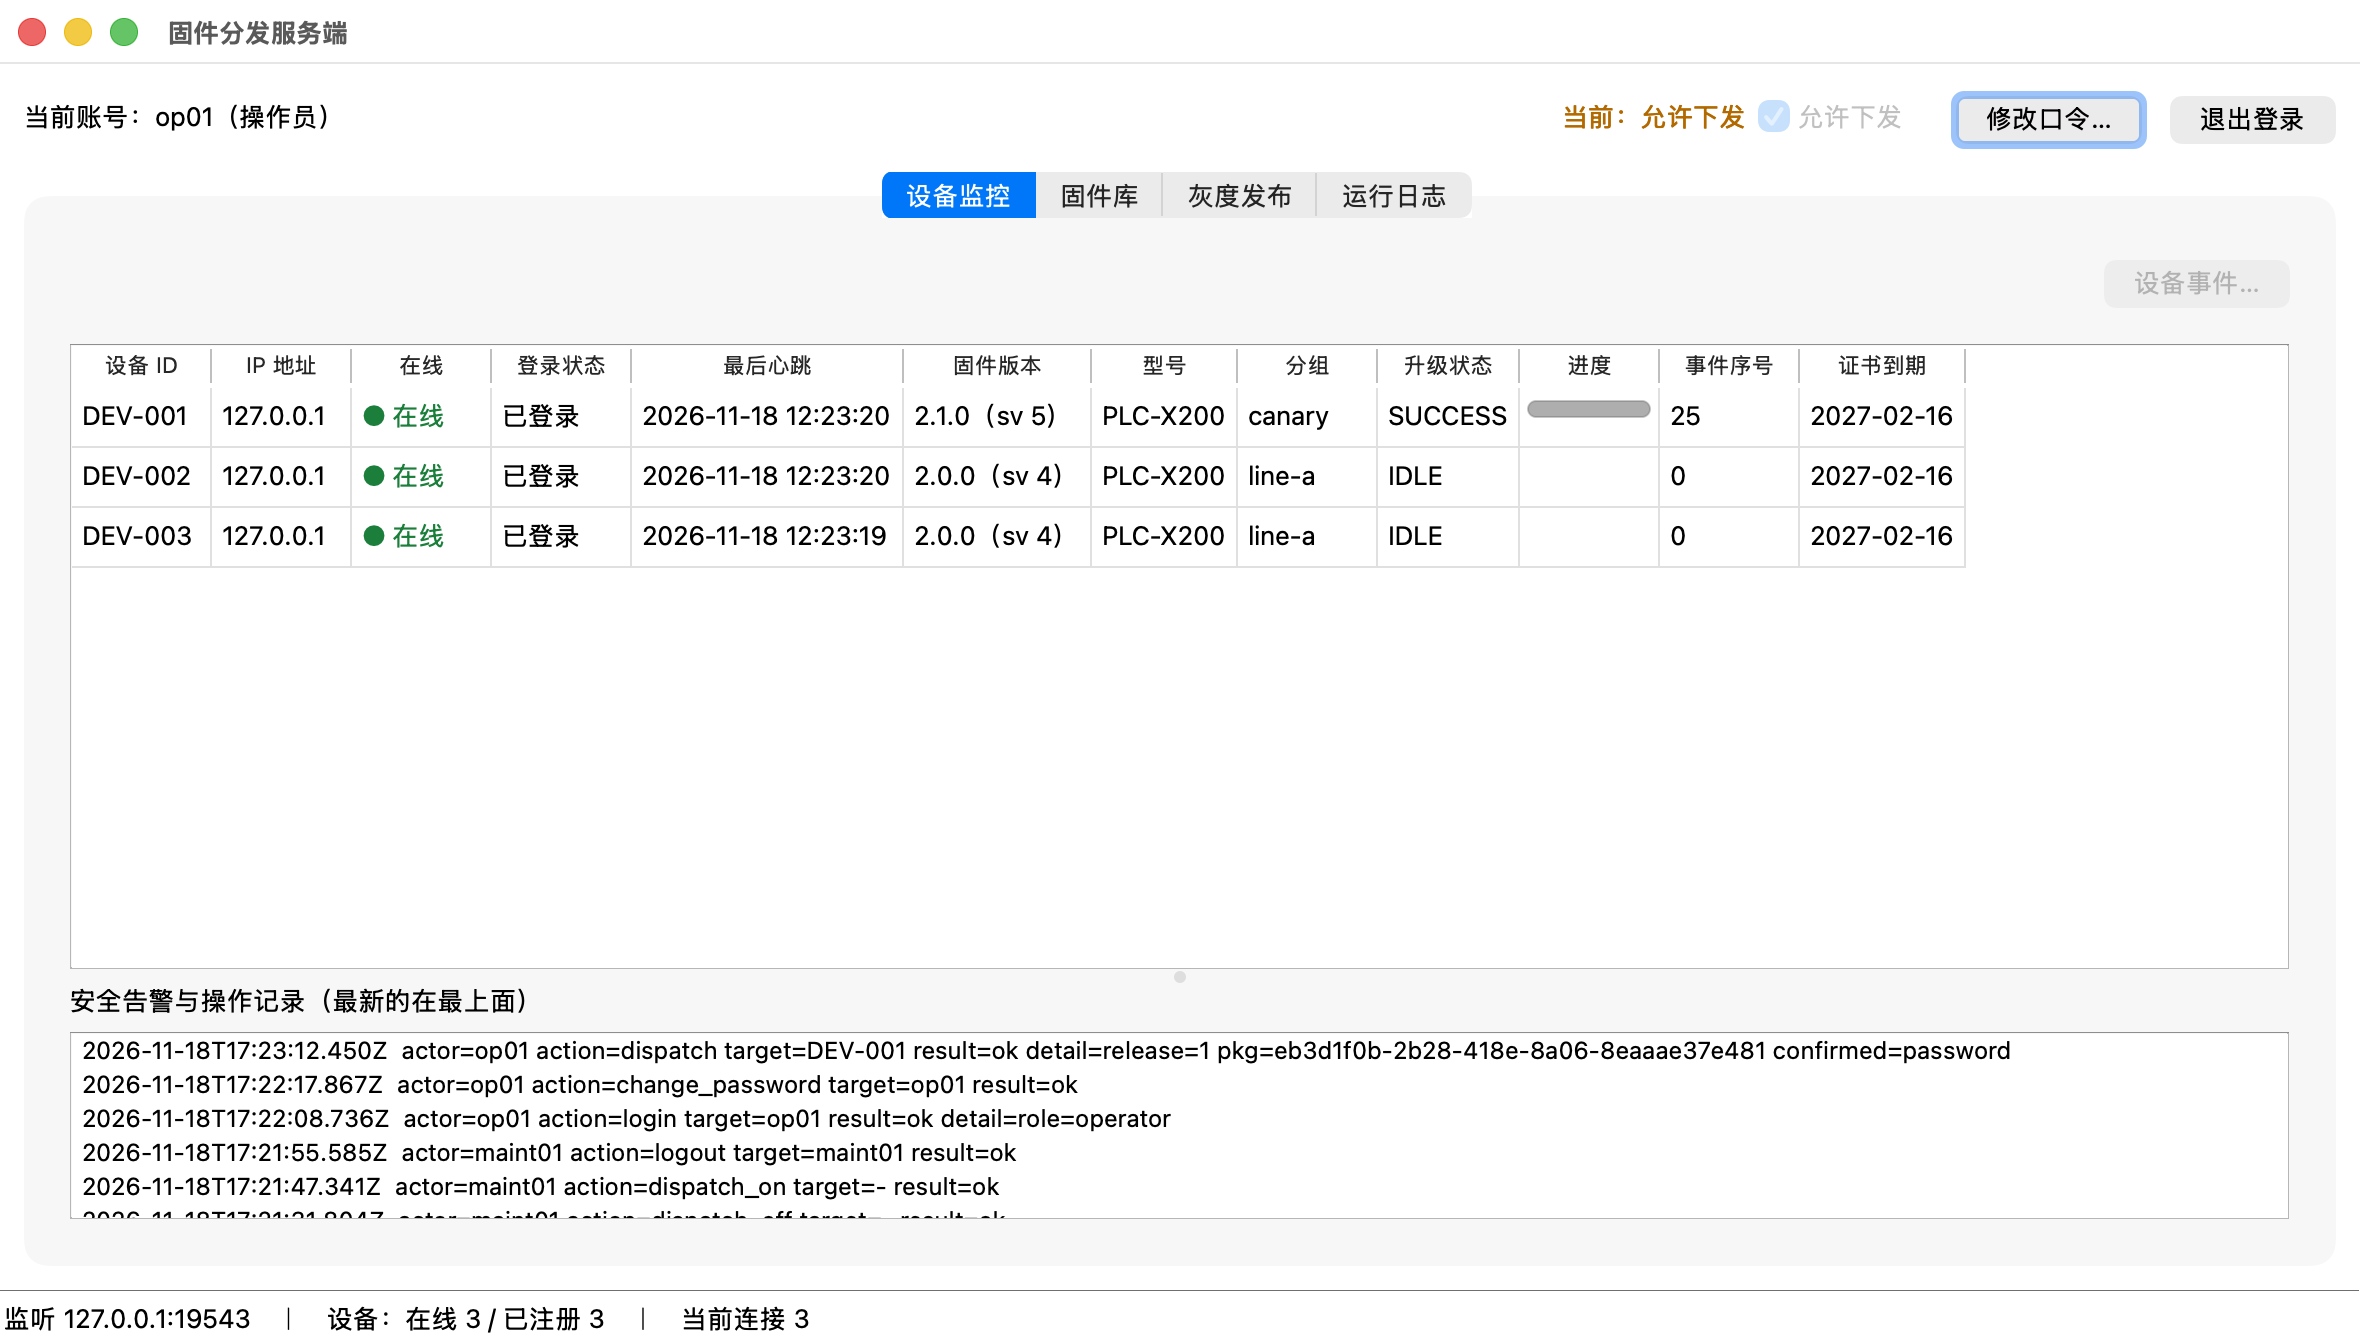 固件分发服务端
当前账号：op01（操作员）
当前：允许下发 允许下发 修改口令... 退出登录
设备监控 固件库 灰度发布 运行日志
设备事件...
设备 ID IP 地址 在线 登录状态 最后心跳 固件版本 型号 分组 升级状态 进度 事件序号 证书到期
DEV-001 127.0.0.1 在线 已登录 2026-11-18 12:23:20 2.1.0（sv 5） PLC-X200 canary SUCCESS 25 2027-02-16
DEV-002 127.0.0.1 在线 已登录 2026-11-18 12:23:20 2.0.0（sv 4） PLC-X200 line-a IDLE 0 2027-02-16
DEV-003 127.0.0.1 在线 已登录 2026-11-18 12:23:19 2.0.0（sv 4） PLC-X200 line-a IDLE 0 2027-02-16
安全告警与操作记录（最新的在最上面）
2026-11-18T17:23:12.450Z actor=op01 action=dispatch target=DEV-001 result=ok detail=release=1 pkg=eb3d1f0b-2b28-418e-8a06-8eaaae37e481 confirmed=password
2026-11-18T17:22:17.867Z actor=op01 action=change_password target=op01 result=ok
2026-11-18T17:22:08.736Z actor=op01 action=login target=op01 result=ok detail=role=operator
2026-11-18T17:21:55.585Z actor=maint01 action=logout target=maint01 result=ok
2026-11-18T17:21:47.341Z actor=maint01 action=dispatch_on target=- result=ok
监听 127.0.0.1:19543 | 设备：在线 3 / 已注册 3 | 当前连接 3